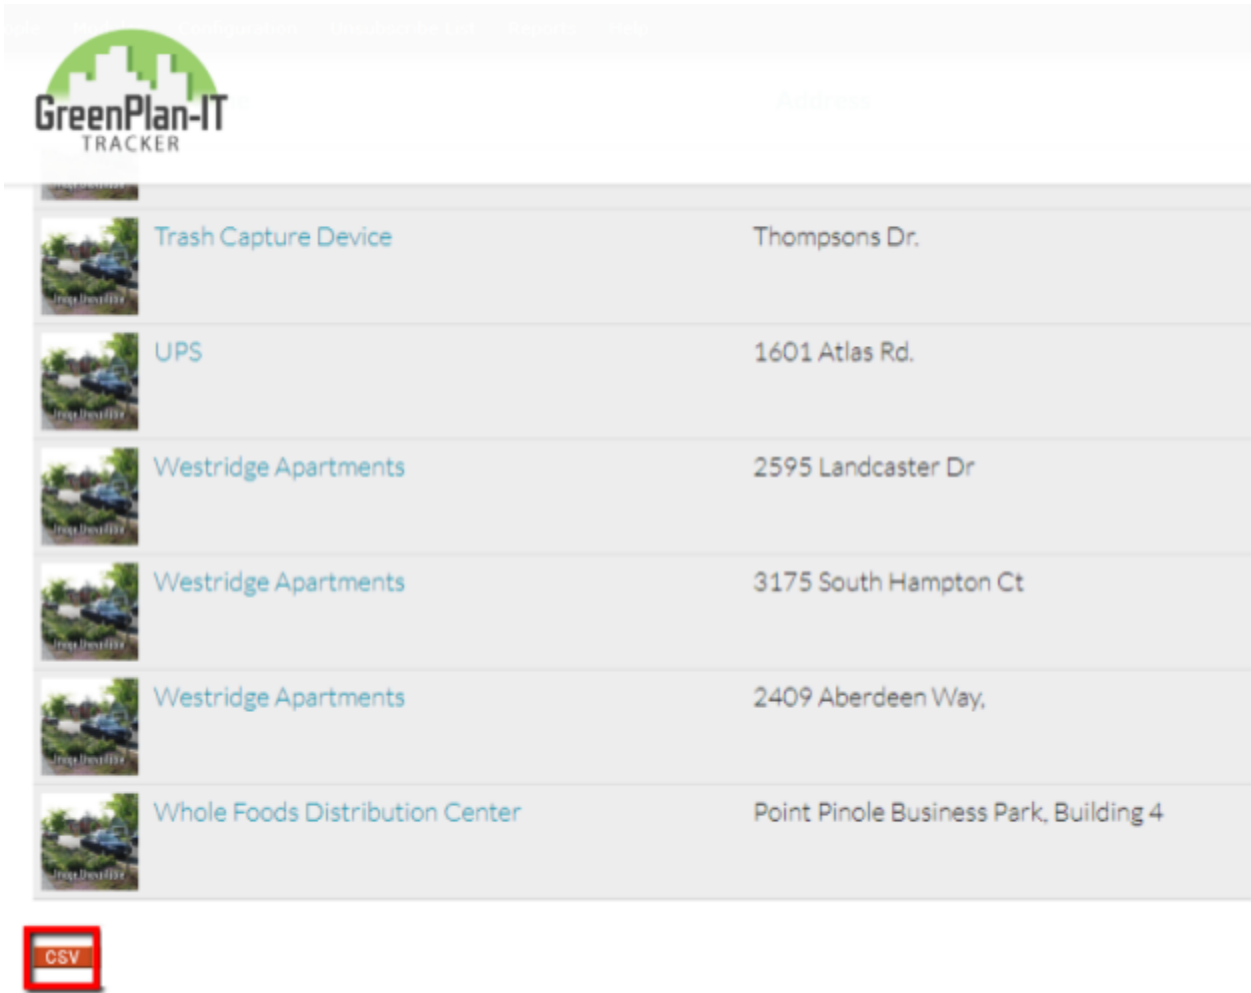 GreenPlan-IT
TRACKER
Address
Trash Capture Device Thompsons Dr.
UPS 1601 Atlas Rd.
Westridge Apartments 2595 Landcaster Dr
Westridge Apartments 3175 South Hampton Ct
Westridge Apartments 2409 Aberdeen Way,
Whole Foods Distribution Center Point Pinole Business Park, Building 4
CSV